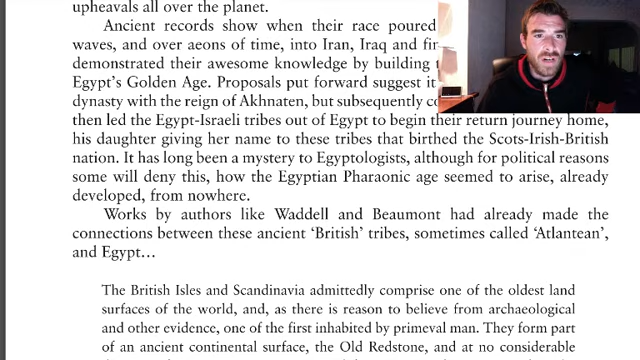 upheavals all over the planet.
Ancient records show when their race poured
waves, and over aeons of time, into Iran, Iraq and
demonstrated their awesome knowledge by building
Egypt's Golden Age. Proposals put forward suggest it
dynasty with the reign of Akhnaten, but subsequently
then led the Egypt-Israeli tribes out of Egypt to begin their return journey home,
his daughter giving her name to these tribes that birthed the Scots-Irish-British
nation. It has long been a mystery to Egyptologists, although for political reasons
some will deny this, how the Egyptian Pharaonic age seemed to arise, already
developed, from nowhere.
Works by authors like Waddell and Beaumont had already made the
connections between these ancient 'British' tribes, sometimes called 'Atlantean',
and Egypt…
The British Isles and Scandinavia admittedly comprise one of the oldest land
surfaces of the world, and, as there is reason to believe from archaeological
and other evidence, one of the first inhabited by primeval man. They form part
of an ancient continental surface, the Old Redstone, and at no considerable